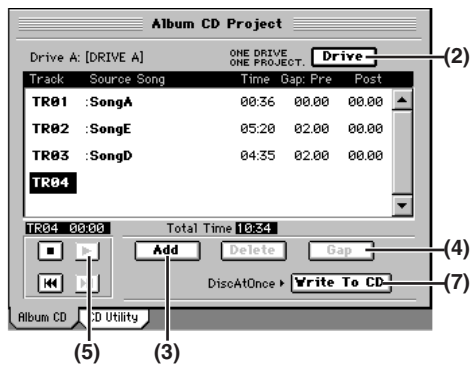 Album CD Project
Drive A: [DRIVE A]
ONE DRIVE
ONE PROJECT.
Drive
(2)
Track Source Song Time Gap: Pre Post
TR01 :SongA 00:36 00.00 00.00
TR02 :SongE 05:20 02.00 00.00
TR03 :SongD 04:35 02.00 00.00
TR04
TR04 00:00 Total Time 10:34
Add Delete Gap
(4)
DiscAtOnce Write To CD
(7)
Album CD CD Utility
(5) (3)